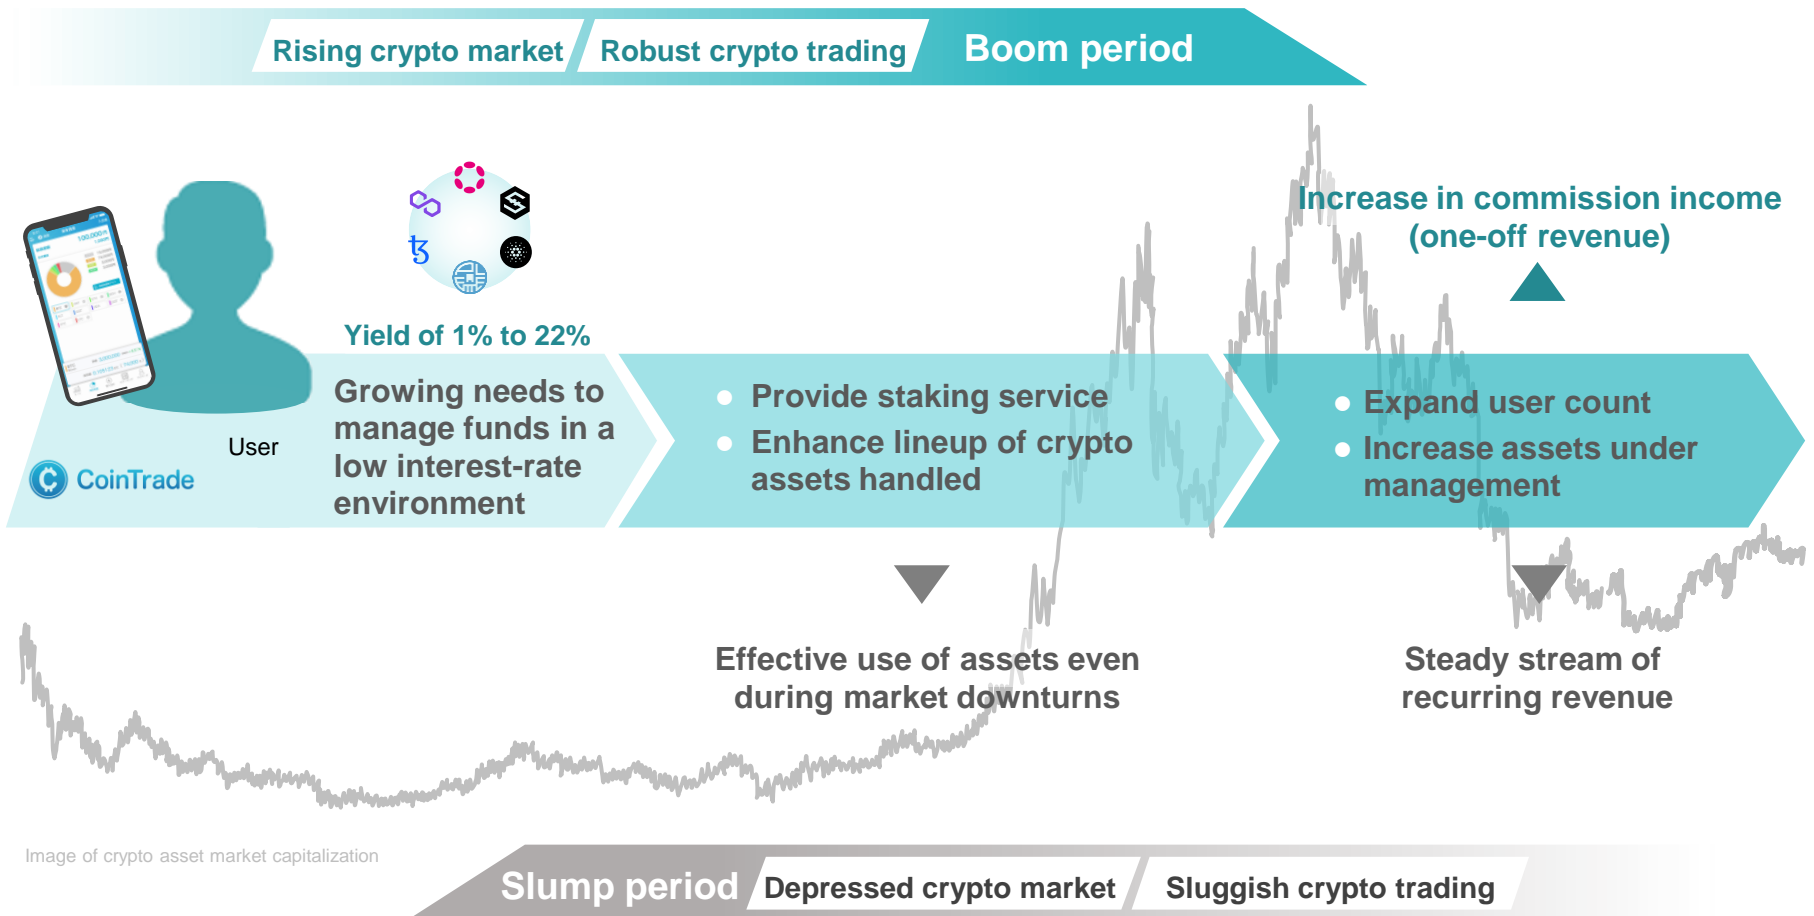 Rising crypto market
Robust crypto trading
Boom period
Increase in commission income
(one-off revenue)
100,000
Yield of 1% to 22%
Growing needs to
manage funds in a
low interest-rate
environment
User
CoinTrade
Provide staking service
Enhance lineup of crypto
assets handled
Expand user count
Increase assets under
management
Effective use of assets even
during market downturns
Steady stream of
recurring revenue
Image of crypto asset market capitalization
Slump period
Depressed crypto market
Sluggish crypto trading